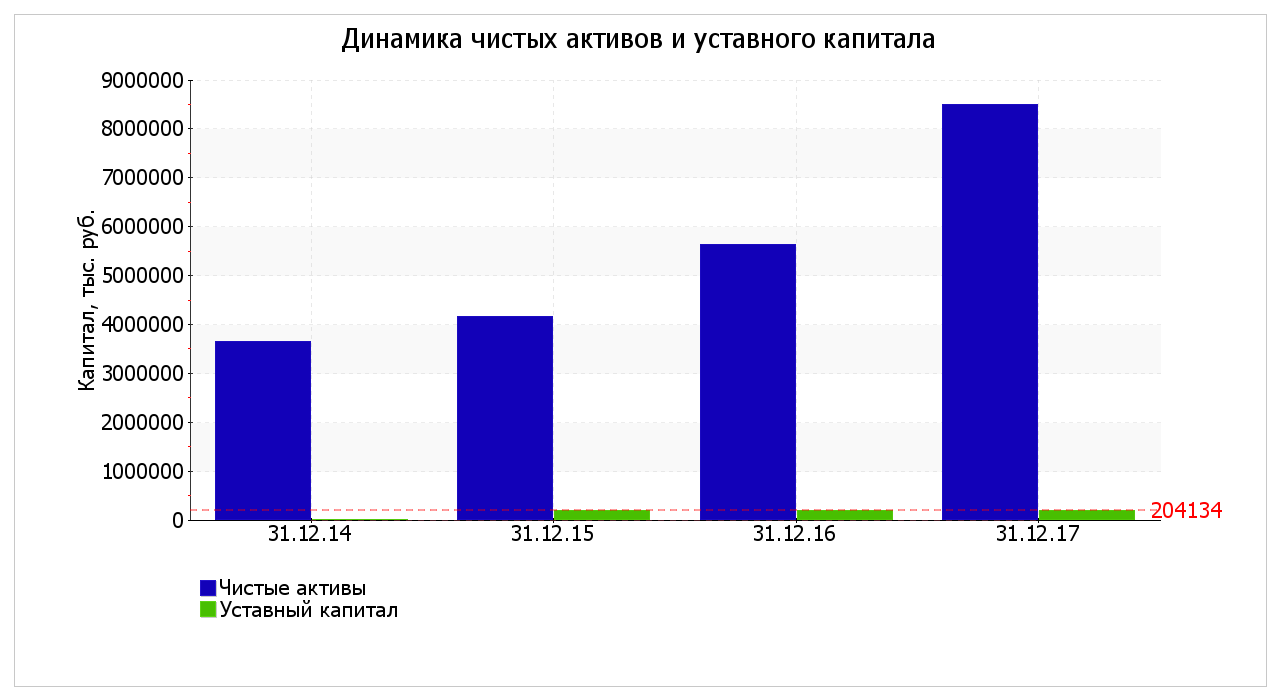 Динамика чистых активов и уставного капитала
Капитал, тыс. руб.
9000000
8000000
7000000
6000000
5000000
4000000
3000000
2000000
1000000
0
204134
31.12.14 31.12.15 31.12.16 31.12.17
Чистые активы
Уставный капитал